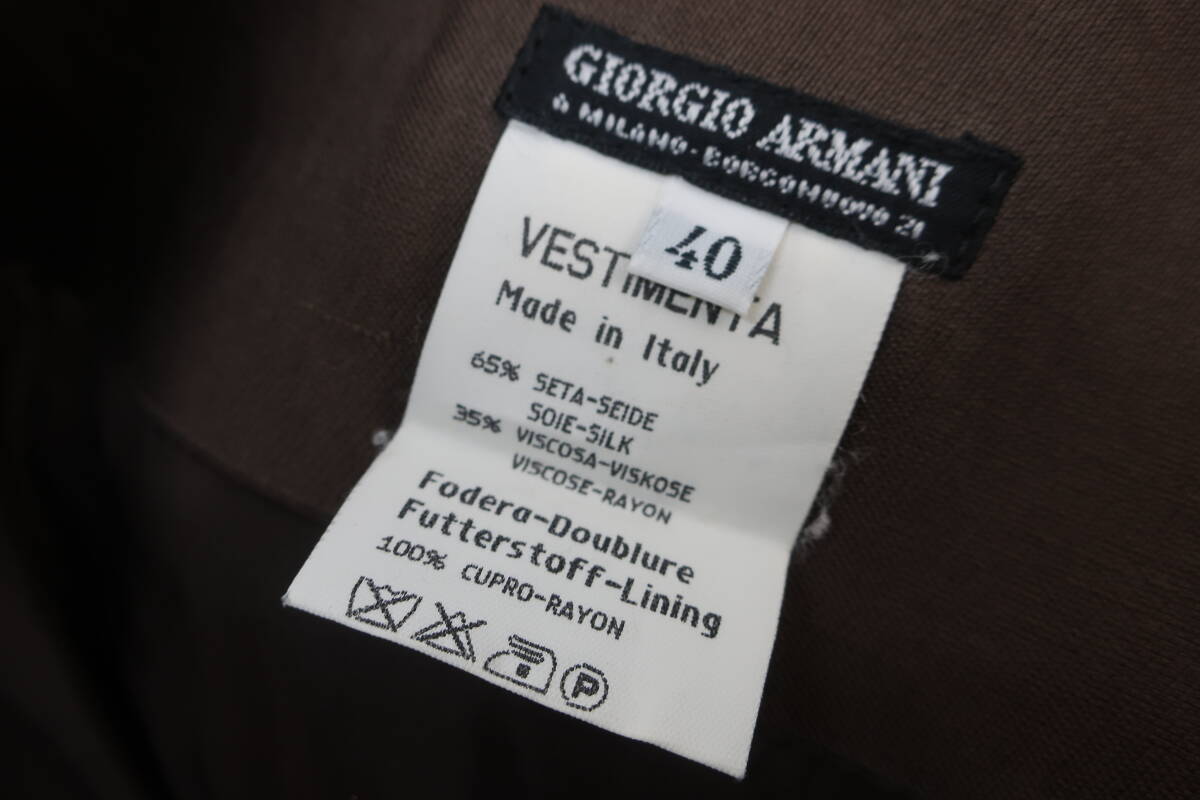 GIORGIO ARMANI
A MILANO·BORGONUOVO 21
40
VESTIMENTA
Made in Italy
65% SETA-SEIDE
SOIE-SILK
35% VISCOSA-VISKOSE
VISCOSE-RAYON
Fodera-Doublure
Futterstoff-Lining
100% CUPRO-RAYON
P